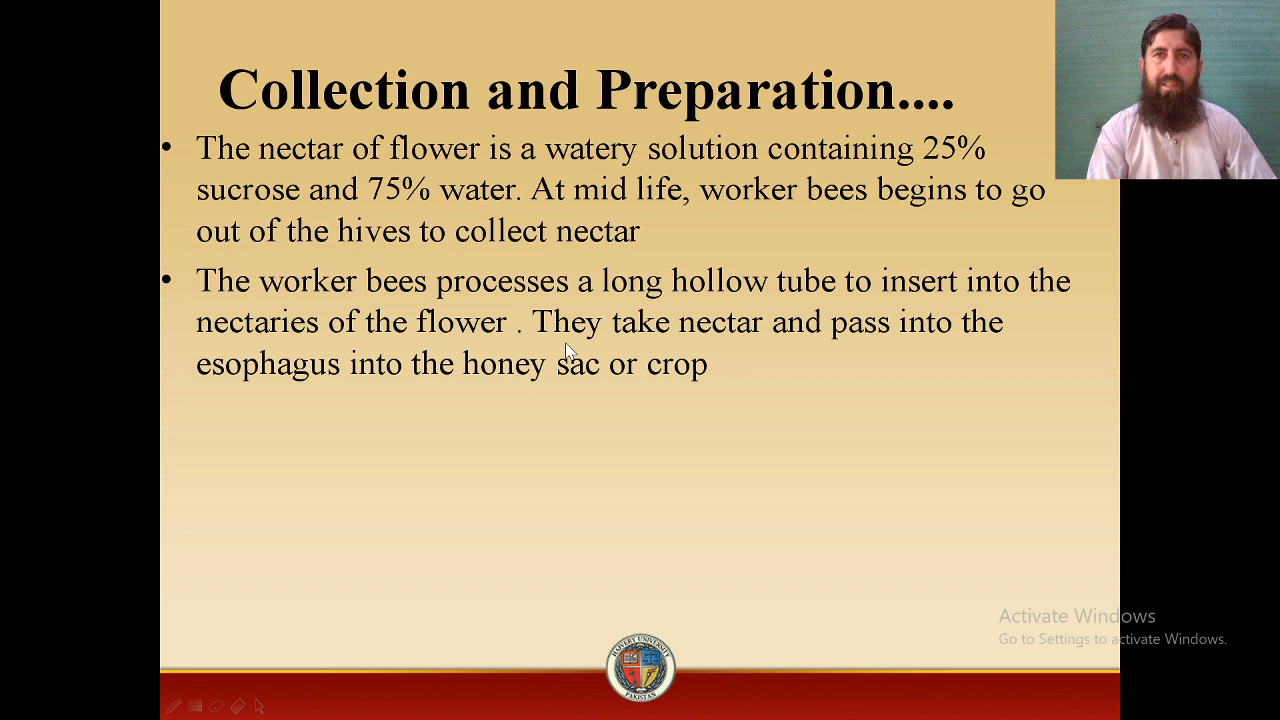 Collection and Preparation....
• The nectar of flower is a watery solution containing 25%
sucrose and 75% water. At mid life, worker bees begins to go
out of the hives to collect nectar
• The worker bees processes a long hollow tube to insert into the
nectaries of the flower . They take nectar and pass into the
esophagus into the honey sac or crop
Activate Windows
Go to Settings to activate Windows.
UNIVERSITY
PAKISTAN